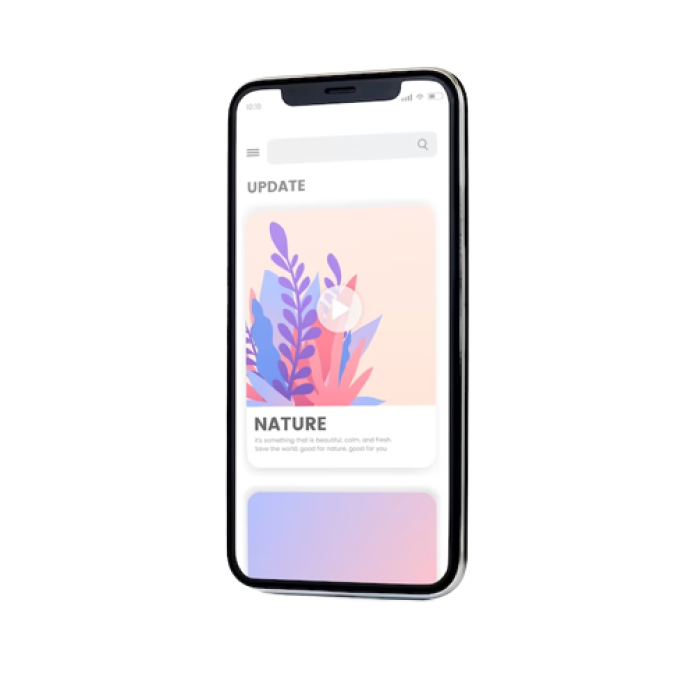 10:10
UPDATE
NATURE
it's something that is beautiful, calm, and fresh.
Save the world, good for nature, good for you